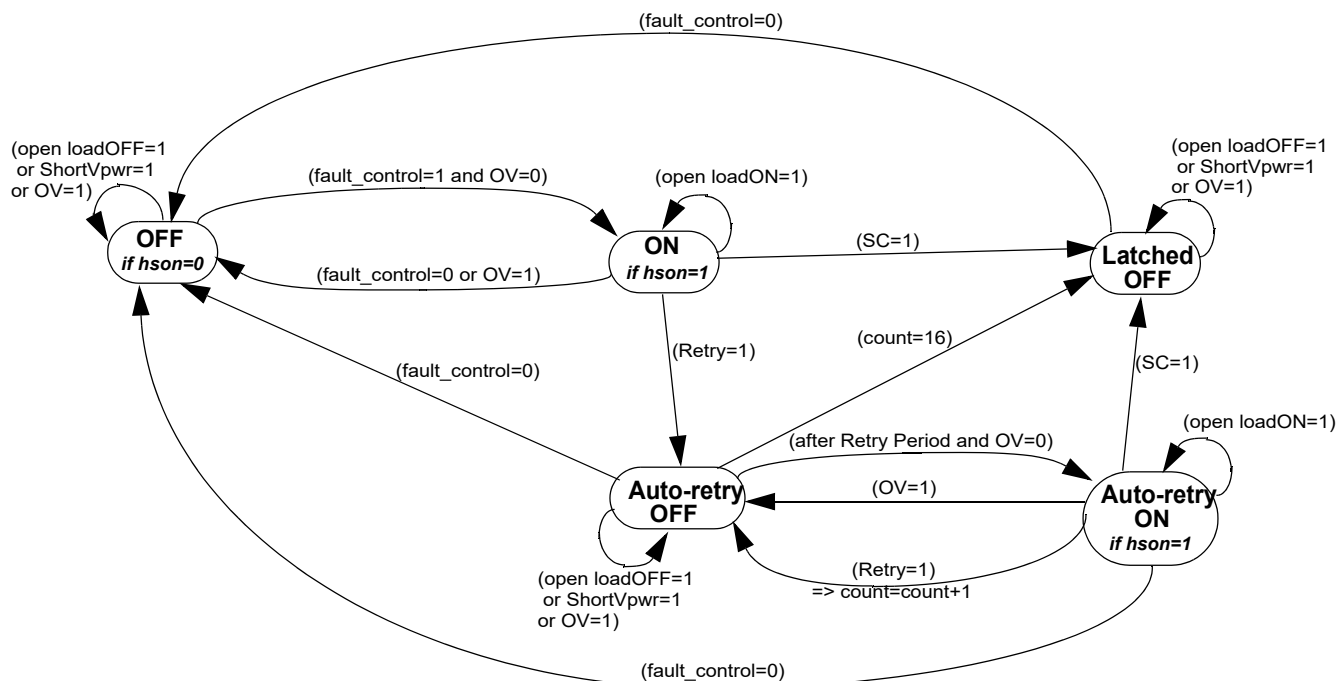 (fault_control=0)
(open loadOFF=1
or ShortVpwr=1
or OV=1)
(fault_control=1 and OV=0)
(open loadON=1)
(open loadOFF=1
or ShortVpwr=1
or OV=1)
OFF
if hson=0
ON
if hson=1
(SC=1)
Latched
OFF
(fault_control=0 or OV=1)
(Retry=1)
(count=16)
(fault_control=0)
(SC=1)
(open loadON=1)
(after Retry Period and OV=0)
Auto-retry
OFF
(OV=1)
Auto-retry
ON
if hson=1
(open loadOFF=1
or ShortVpwr=1
or OV=1)
(Retry=1)
=> count=count+1
(fault_control=0)